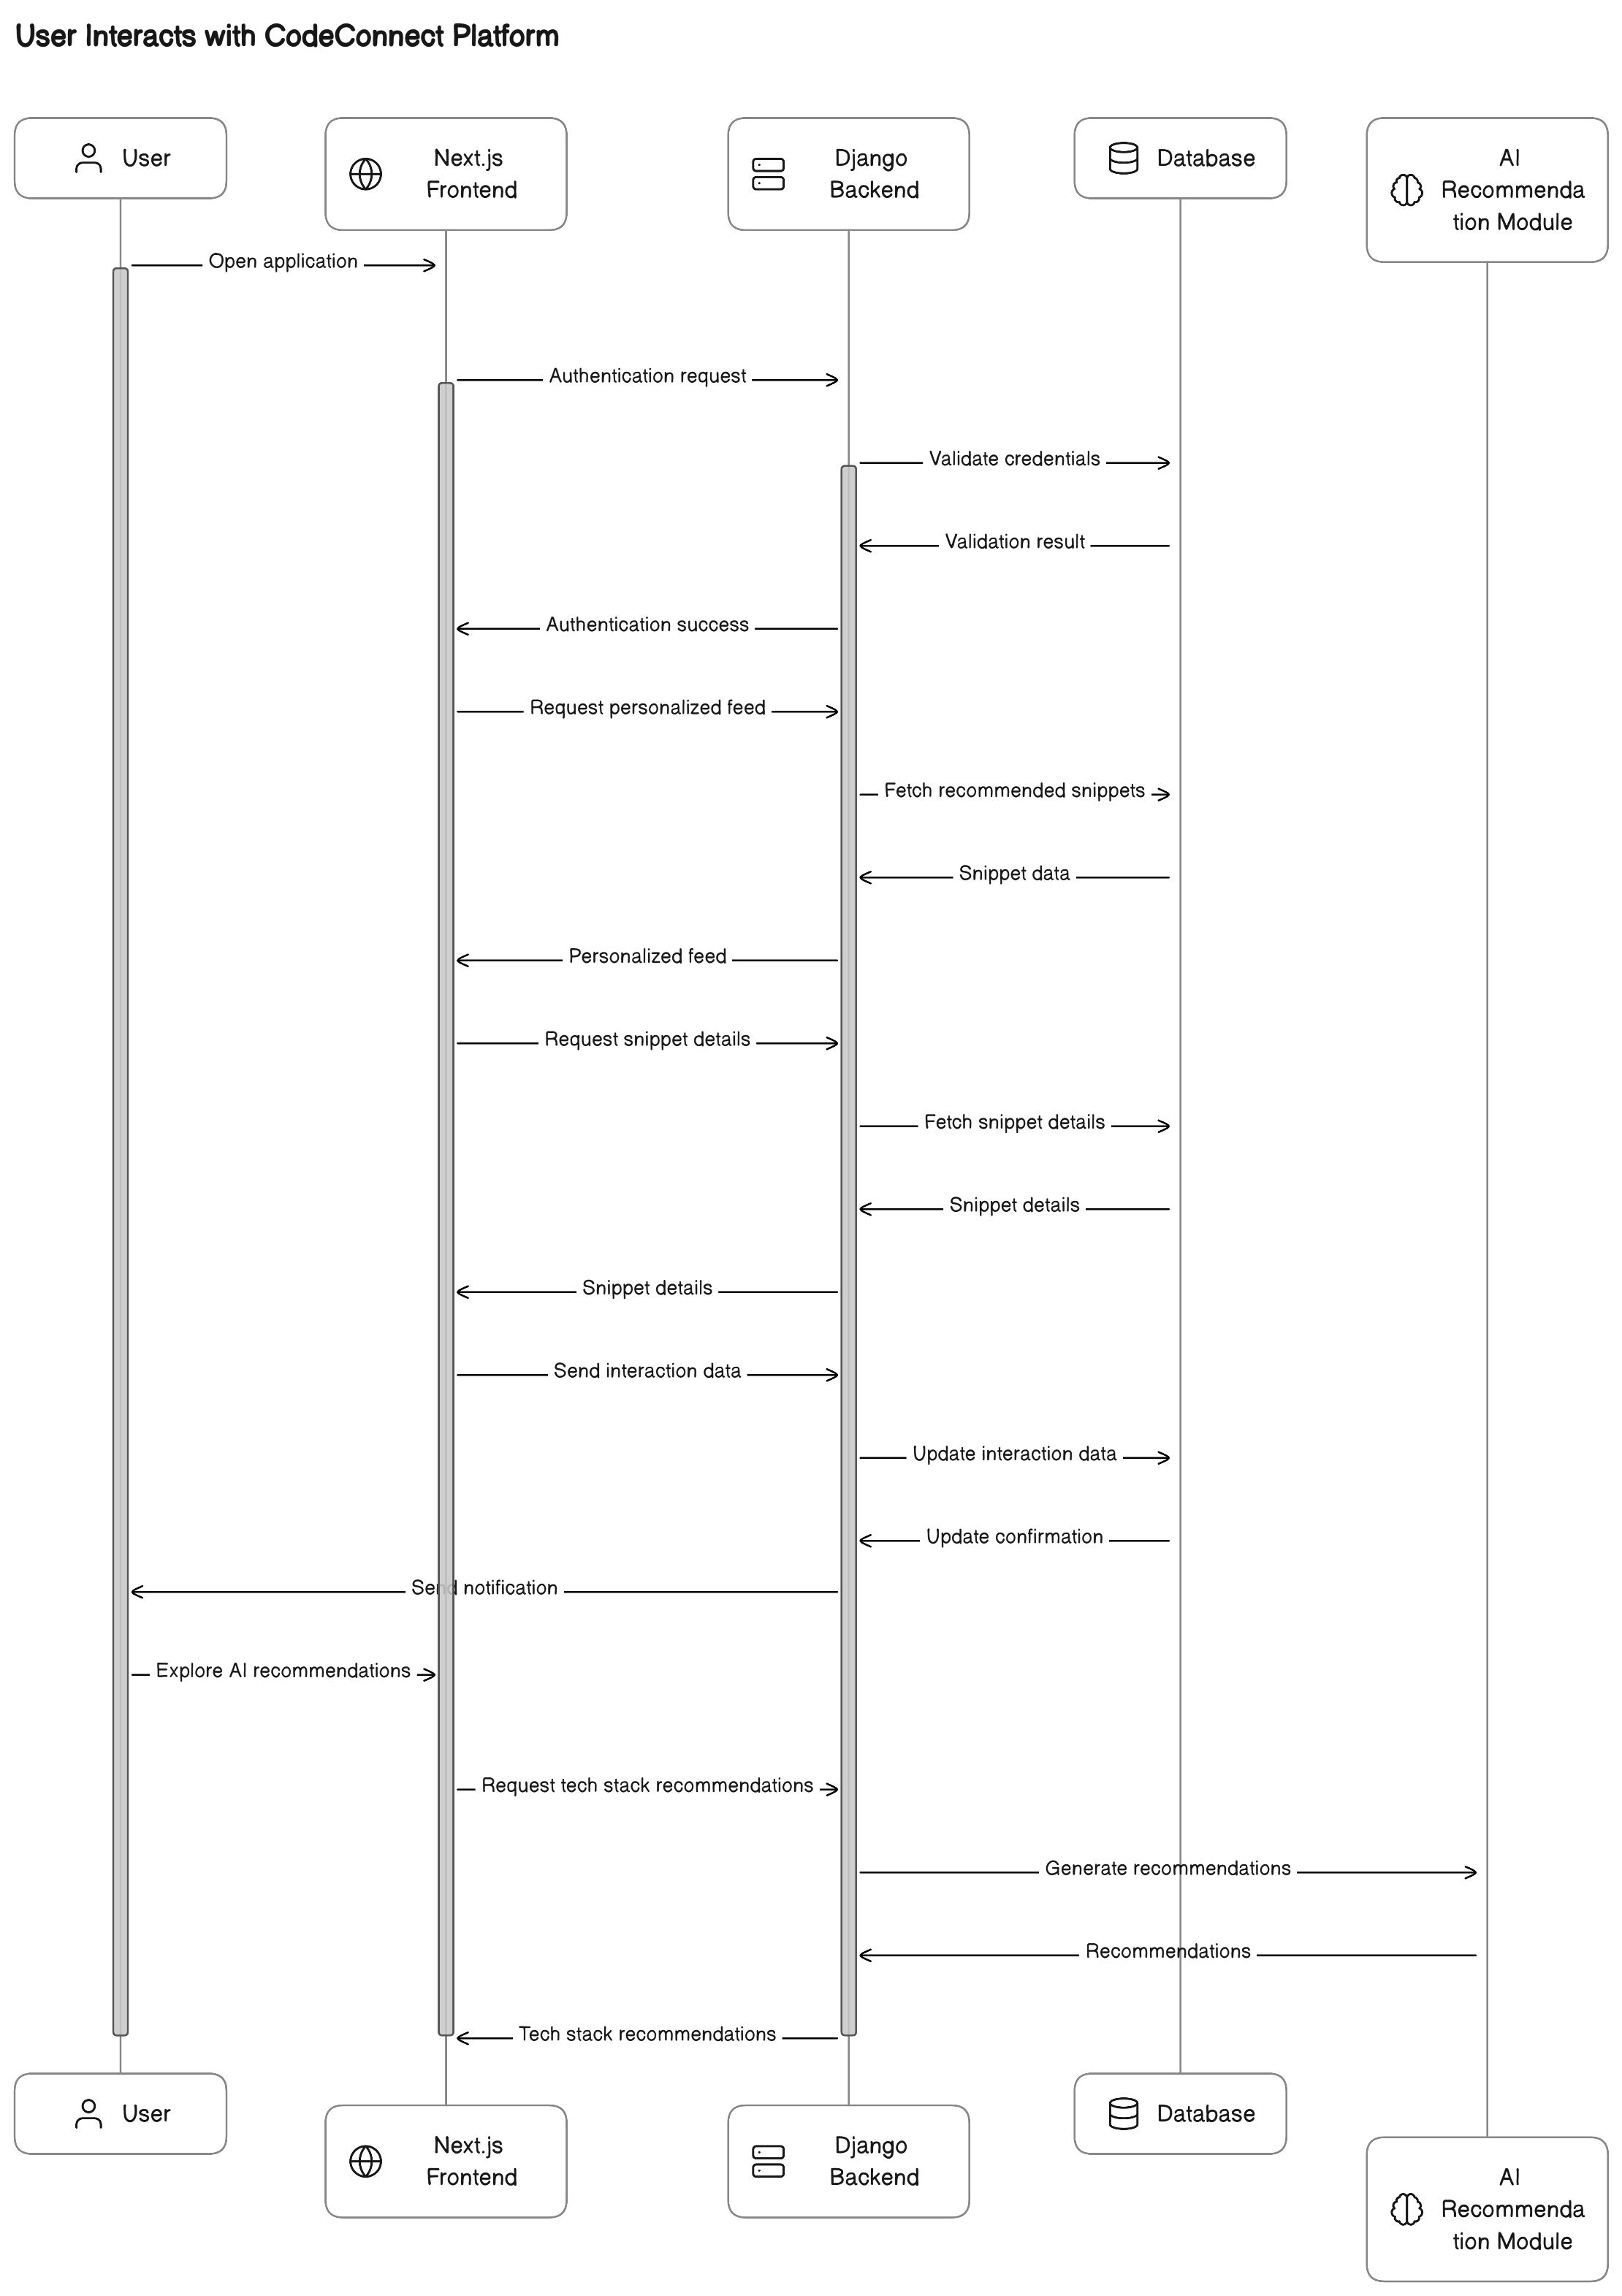 User Interacts with CodeConnect Platform
User
Next.js
Frontend
Django
Backend
Database
AI
Recommenda
tion Module
Open application
Authentication request
Validate credentials
Validation result
Authentication success
Request personalized feed
Fetch recommended snippets
Snippet data
Personalized feed
Request snippet details
Fetch snippet details
Snippet details
Snippet details
Send interaction data
Update interaction data
Update confirmation
Send notification
Explore AI recommendations
Request tech stack recommendations
Generate recommendations
Recommendations
Tech stack recommendations
User
Next.js
Frontend
Django
Backend
Database
AI
Recommenda
tion Module